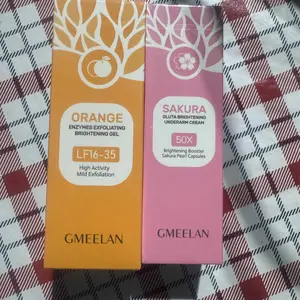 ORANGE
ENZYMES EXFOLIATING
BRIGHTENING GEL
LF16-35
High Activity
Mild Exfoliation
GMEELAN
SAKURA
GLUTA BRIGHTENING
UNDERARM CREAM
50X
Brightening Booster
Sakura Pearl Capsules
GMEELAN